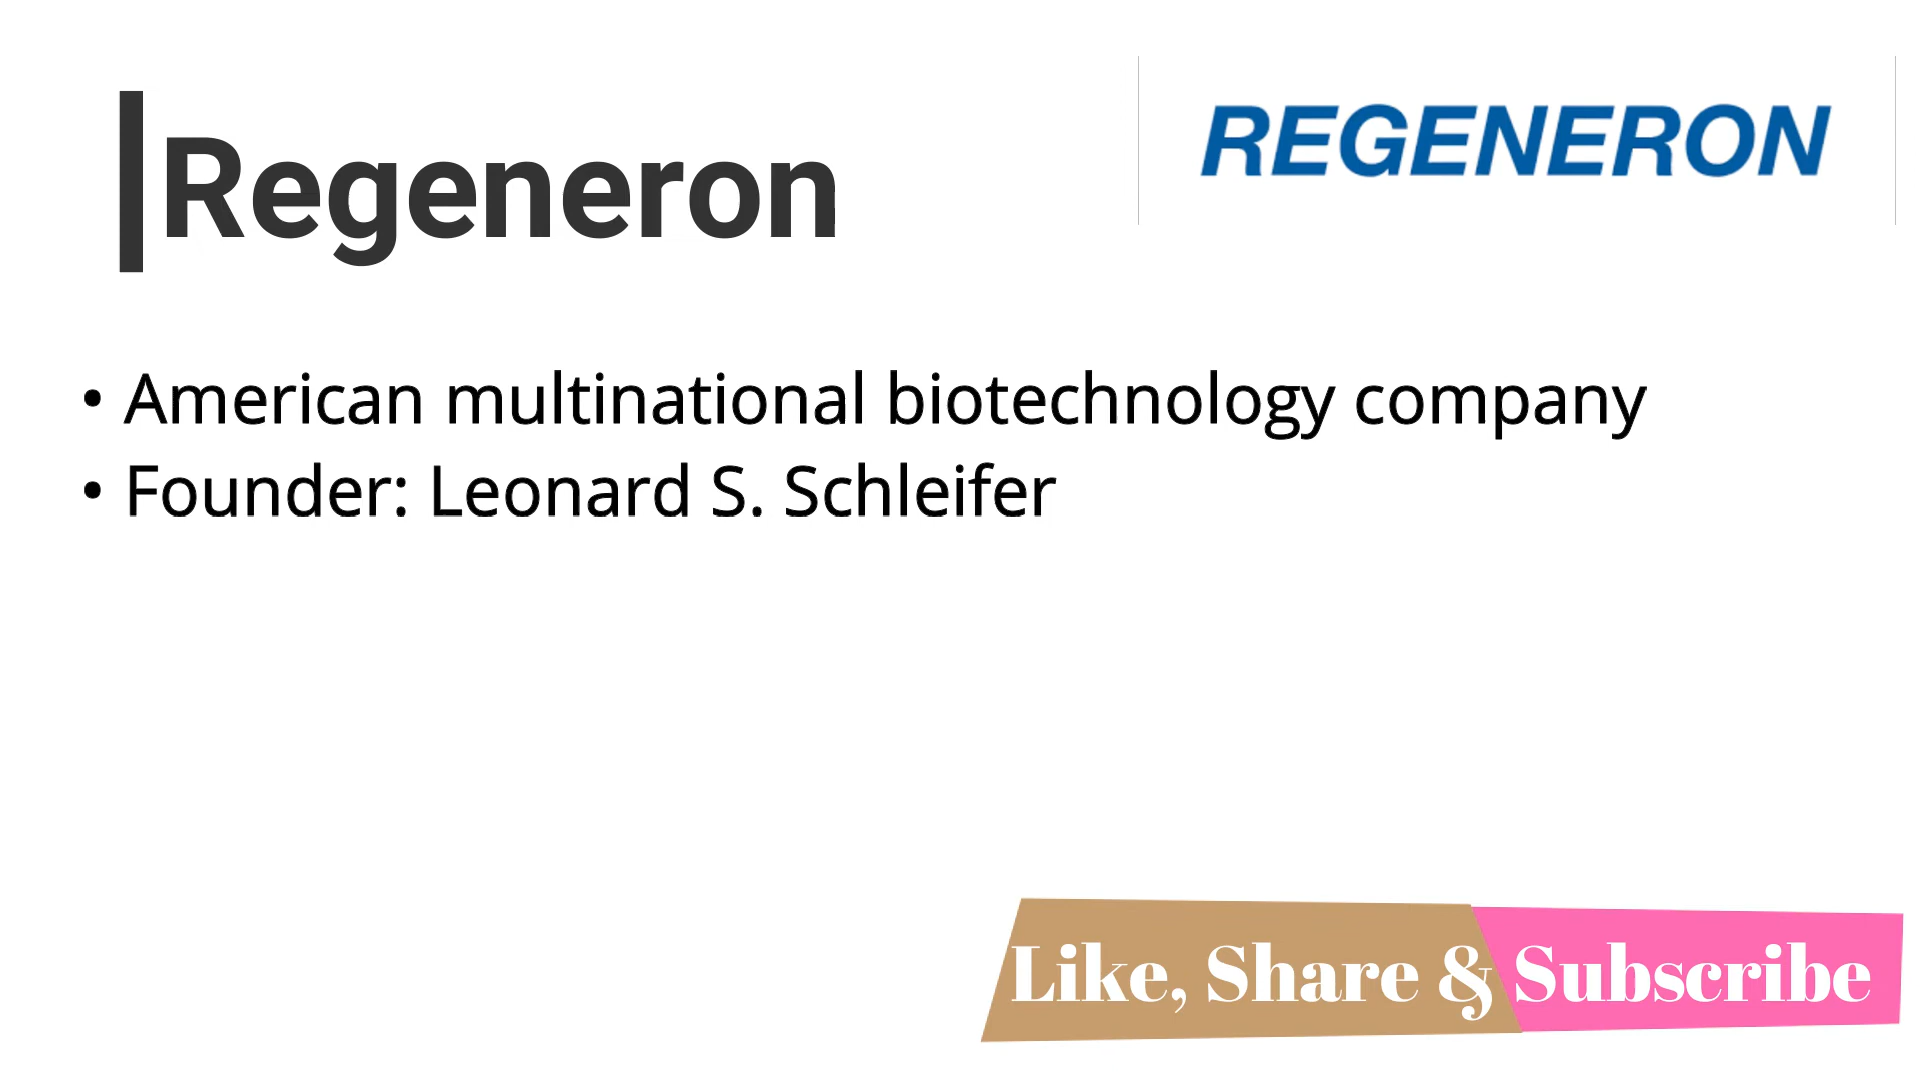 Regeneron
REGENERON
• American multinational biotechnology company
• Founder: Leonard S. Schleifer
Like, Share & Subscribe